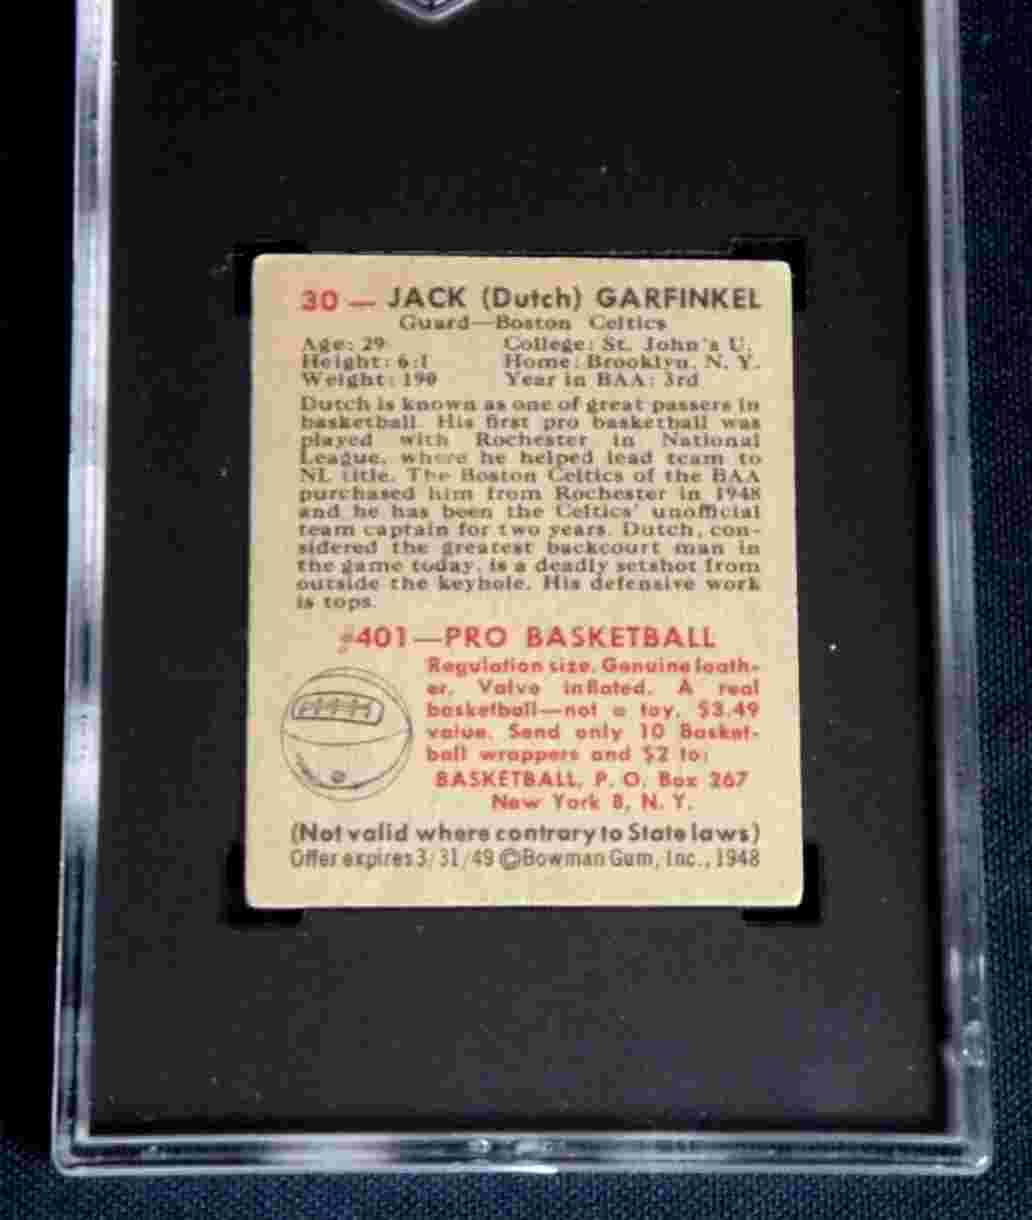 30 — JACK (Dutch) GARFINKEL
Guard—Boston Celtics
Age: 29 College: St. John's U.
Height: 6:1 Home: Brooklyn, N. Y.
Weight: 190 Year in BAA: 3rd
Dutch is known as one of great passers in
basketball. His first pro basketball was
played with Rochester in National
League, where he helped lead team to
NL title. The Boston Celtics of the BAA
purchased him from Rochester in 1948
and he has been the Celtics' unofficial
team captain for two years. Dutch, con-
sidered the greatest backcourt man in
the game today, is a deadly setshot from
outside the keyhole. His defensive work
is tops.
#401—PRO BASKETBALL
Regulation size. Genuine leath-
er. Valve inflated. A real
basketball—not a toy. $3.49
value. Send only 10 Basket-
ball wrappers and $2 to:
BASKETBALL, P. O. Box 267
New York 8, N. Y.
(Not valid where contrary to State laws)
Offer expires 3/31/49 ©Bowman Gum, Inc., 1948